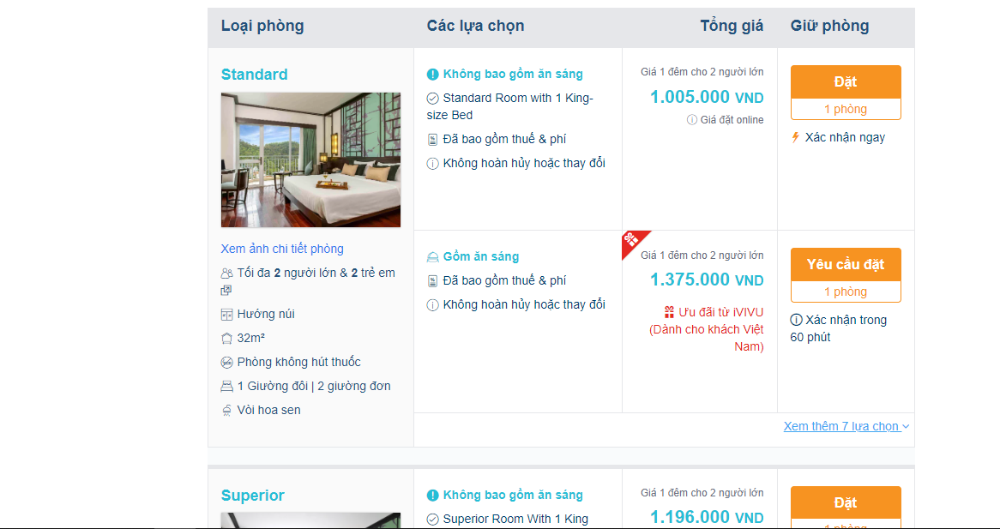 Loại phòng
Các lựa chọn
Tổng giá
Giữ phòng
Standard
Xem ảnh chi tiết phòng
Tối đa 2 người lớn & 2 trẻ em
Hướng núi
32m²
Phòng không hút thuốc
1 Giường đôi | 2 giường đơn
Vòi hoa sen
Không bao gồm ăn sáng
Standard Room with 1 King-
size Bed
Đã bao gồm thuế & phí
Không hoàn hủy hoặc thay đổi
Giá 1 đêm cho 2 người lớn
1.005.000 VND
Giá đặt online
Đặt
1 phòng
Xác nhận ngay
Gồm ăn sáng
Đã bao gồm thuế & phí
Không hoàn hủy hoặc thay đổi
Giá 1 đêm cho 2 người lớn
1.375.000 VND
Ưu đãi từ iVIVU
(Dành cho khách Việt
Nam)
Yêu cầu đặt
1 phòng
Xác nhận trong
60 phút
Xem thêm 7 lựa chọn
Superior
Không bao gồm ăn sáng
Superior Room With 1 King
Giá 1 đêm cho 2 người lớn
1.196.000 VND
Đặt
1 phòng